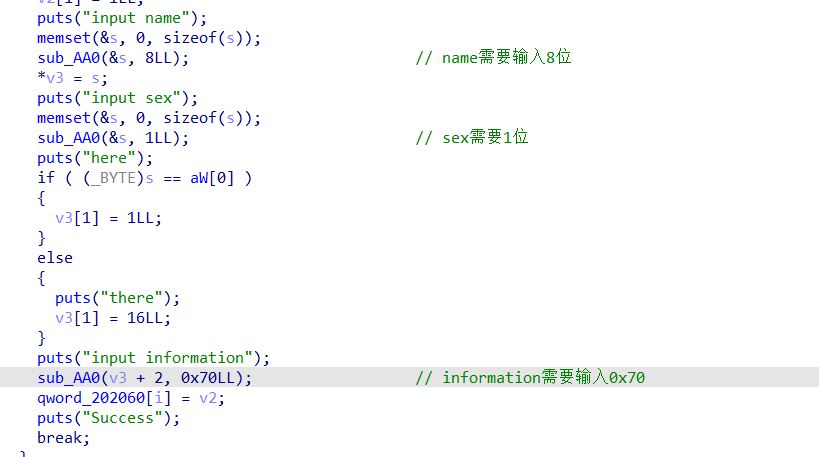 v2[1] = 1LL;
puts("input name");
memset(&s, 0, sizeof(s));
sub_AA0(&s, 8LL); // name需要输入8位
*v3 = s;
puts("input sex");
memset(&s, 0, sizeof(s));
sub_AA0(&s, 1LL); // sex需要1位
puts("here");
if ( (_BYTE)s == aW[0] )
{
v3[1] = 1LL;
}
else
{
puts("there");
v3[1] = 16LL;
}
puts("input information");
sub_AA0(v3 + 2, 0x70LL); // information需要输入0x70
qword_202060[i] = v2;
puts("Success");
break;